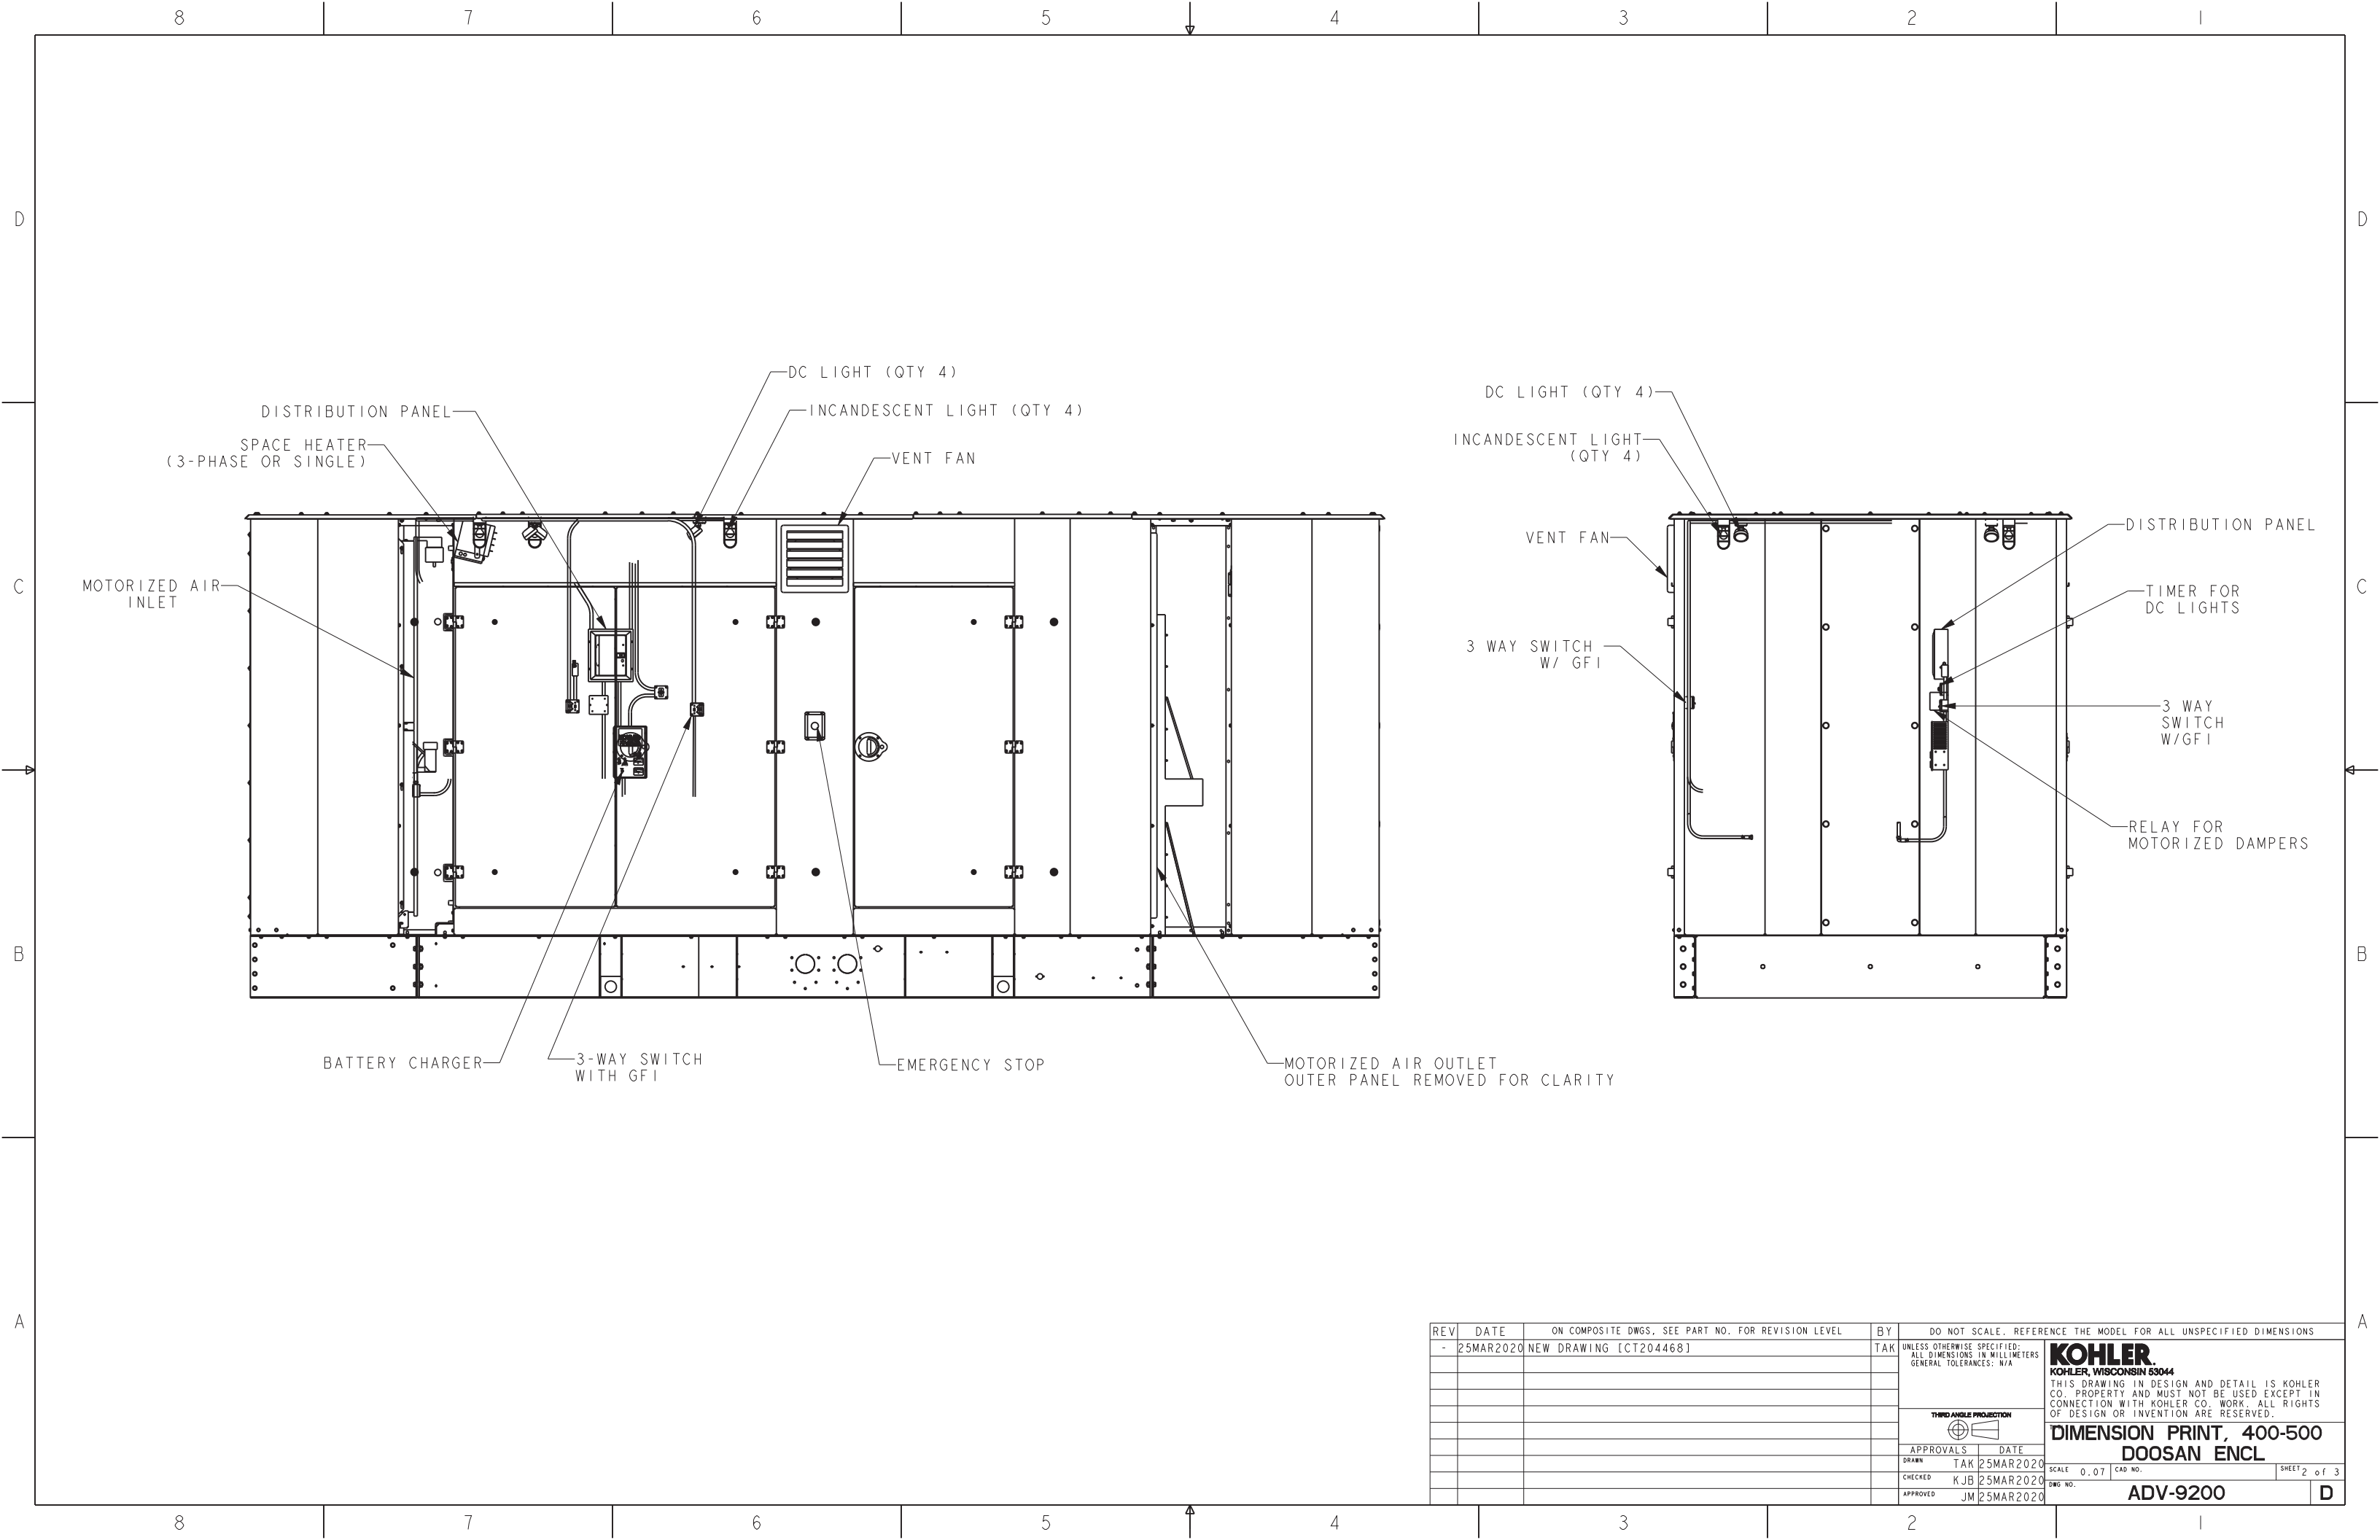 8 7 6 5 4 3 2 1
D D
DC LIGHT (QTY 4)
INCANDESCENT LIGHT (QTY 4)
DISTRIBUTION PANEL
SPACE HEATER
(3-PHASE OR SINGLE)
VENT FAN
MOTORIZED AIR
INLET
DC LIGHT (QTY 4)
INCANDESCENT LIGHT
(QTY 4)
VENT FAN
3 WAY SWITCH
W/ GFI
DISTRIBUTION PANEL
TIMER FOR
DC LIGHTS
3 WAY
SWITCH
W/GFI
RELAY FOR
MOTORIZED DAMPERS
C C
B B
BATTERY CHARGER
3-WAY SWITCH
WITH GFI
EMERGENCY STOP
MOTORIZED AIR OUTLET
OUTER PANEL REMOVED FOR CLARITY
A A
REV DATE ON COMPOSITE DWGS, SEE PART NO. FOR REVISION LEVEL BY
- 25MAR2020 NEW DRAWING [CT204468] TAK
DO NOT SCALE. REFERENCE THE MODEL FOR ALL UNSPECIFIED DIMENSIONS
UNLESS OTHERWISE SPECIFIED:
ALL DIMENSIONS IN MILLIMETERS
GENERAL TOLERANCES: N/A
THIRD ANGLE PROJECTION
APPROVALS DATE
DRAWN TAK 25MAR2020
CHECKED KJB 25MAR2020
APPROVED JM 25MAR2020
KOHLER.
KOHLER, WISCONSIN 53044
THIS DRAWING IN DESIGN AND DETAIL IS KOHLER
CO. PROPERTY AND MUST NOT BE USED EXCEPT IN
CONNECTION WITH KOHLER CO. WORK. ALL RIGHTS
OF DESIGN OR INVENTION ARE RESERVED.
DIMENSION PRINT, 400-500
DOOSAN ENCL
SCALE 0.07 CAD NO. SHEET 2 of 3
DWG NO. ADV-9200 D
8 7 6 5 4 3 2 1